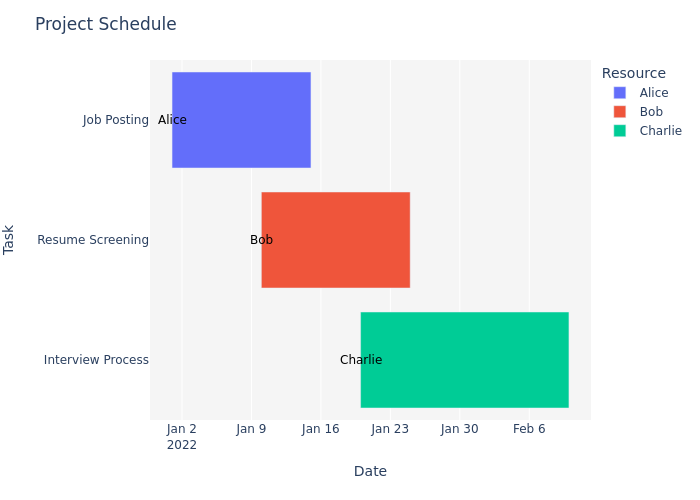 Project Schedule
Resource
Alice
Bob
Charlie
Task
Job Posting
Alice
Resume Screening
Bob
Interview Process
Charlie
Jan 2
2022
Jan 9
Jan 16
Jan 23
Jan 30
Feb 6
Date